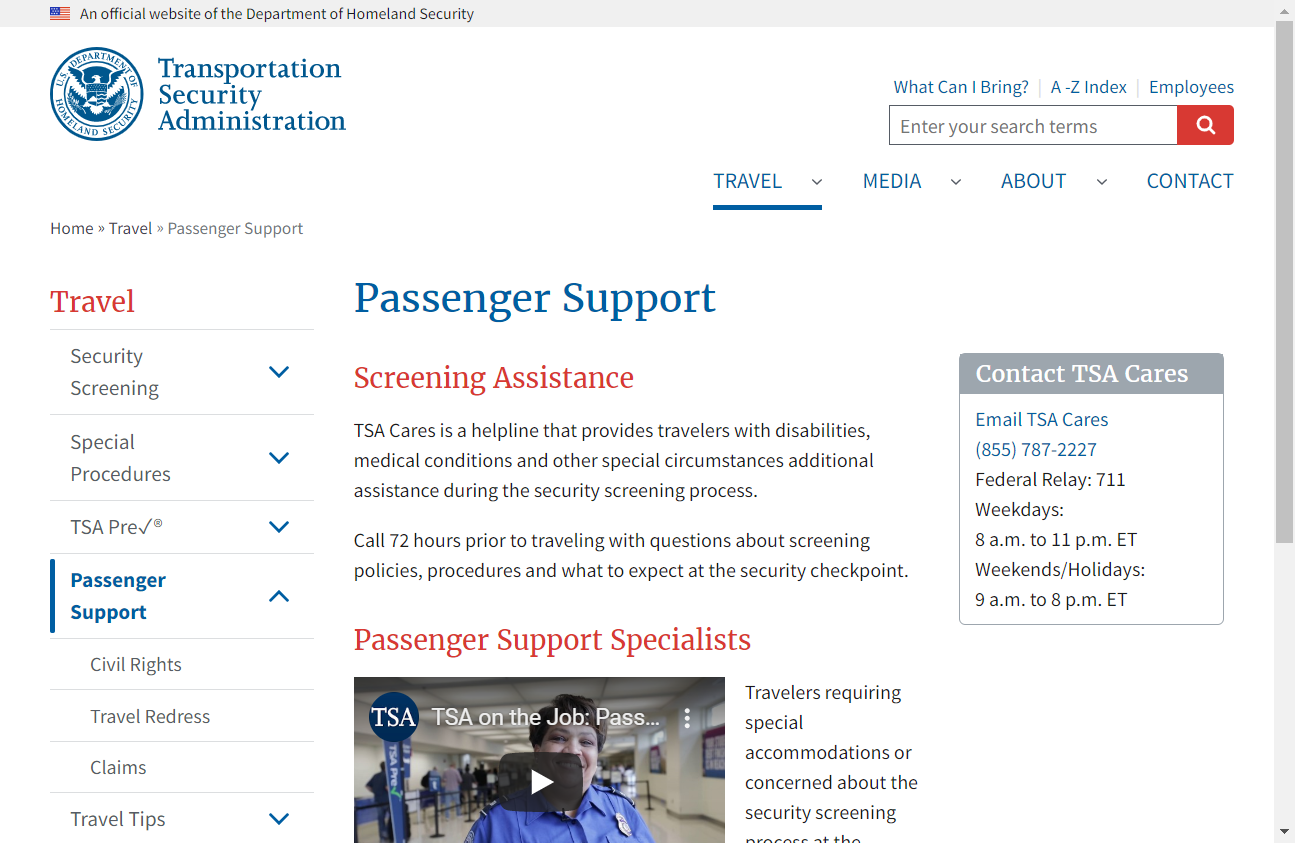 An official website of the Department of Homeland Security
U.S. DEPARTMENT OF
HOMELAND SECURITY
Transportation
Security
Administration
What Can I Bring?
A -Z Index
Employees
Enter your search terms
TRAVEL
MEDIA
ABOUT
CONTACT
Home » Travel » Passenger Support
Travel
Security
Screening
Special
Procedures
TSA Pre✓®
Passenger
Support
Civil Rights
Travel Redress
Claims
Travel Tips
Passenger Support
Screening Assistance
TSA Cares is a helpline that provides travelers with disabilities,
medical conditions and other special circumstances additional
assistance during the security screening process.
Call 72 hours prior to traveling with questions about screening
policies, procedures and what to expect at the security checkpoint.
Passenger Support Specialists
TSA
TSA on the Job: Pass...
TSA Pre✓
Travelers requiring
special
accommodations or
concerned about the
security screening
process at the
Contact TSA Cares
Email TSA Cares
(855) 787-2227
Federal Relay: 711
Weekdays:
8 a.m. to 11 p.m. ET
Weekends/Holidays:
9 a.m. to 8 p.m. ET